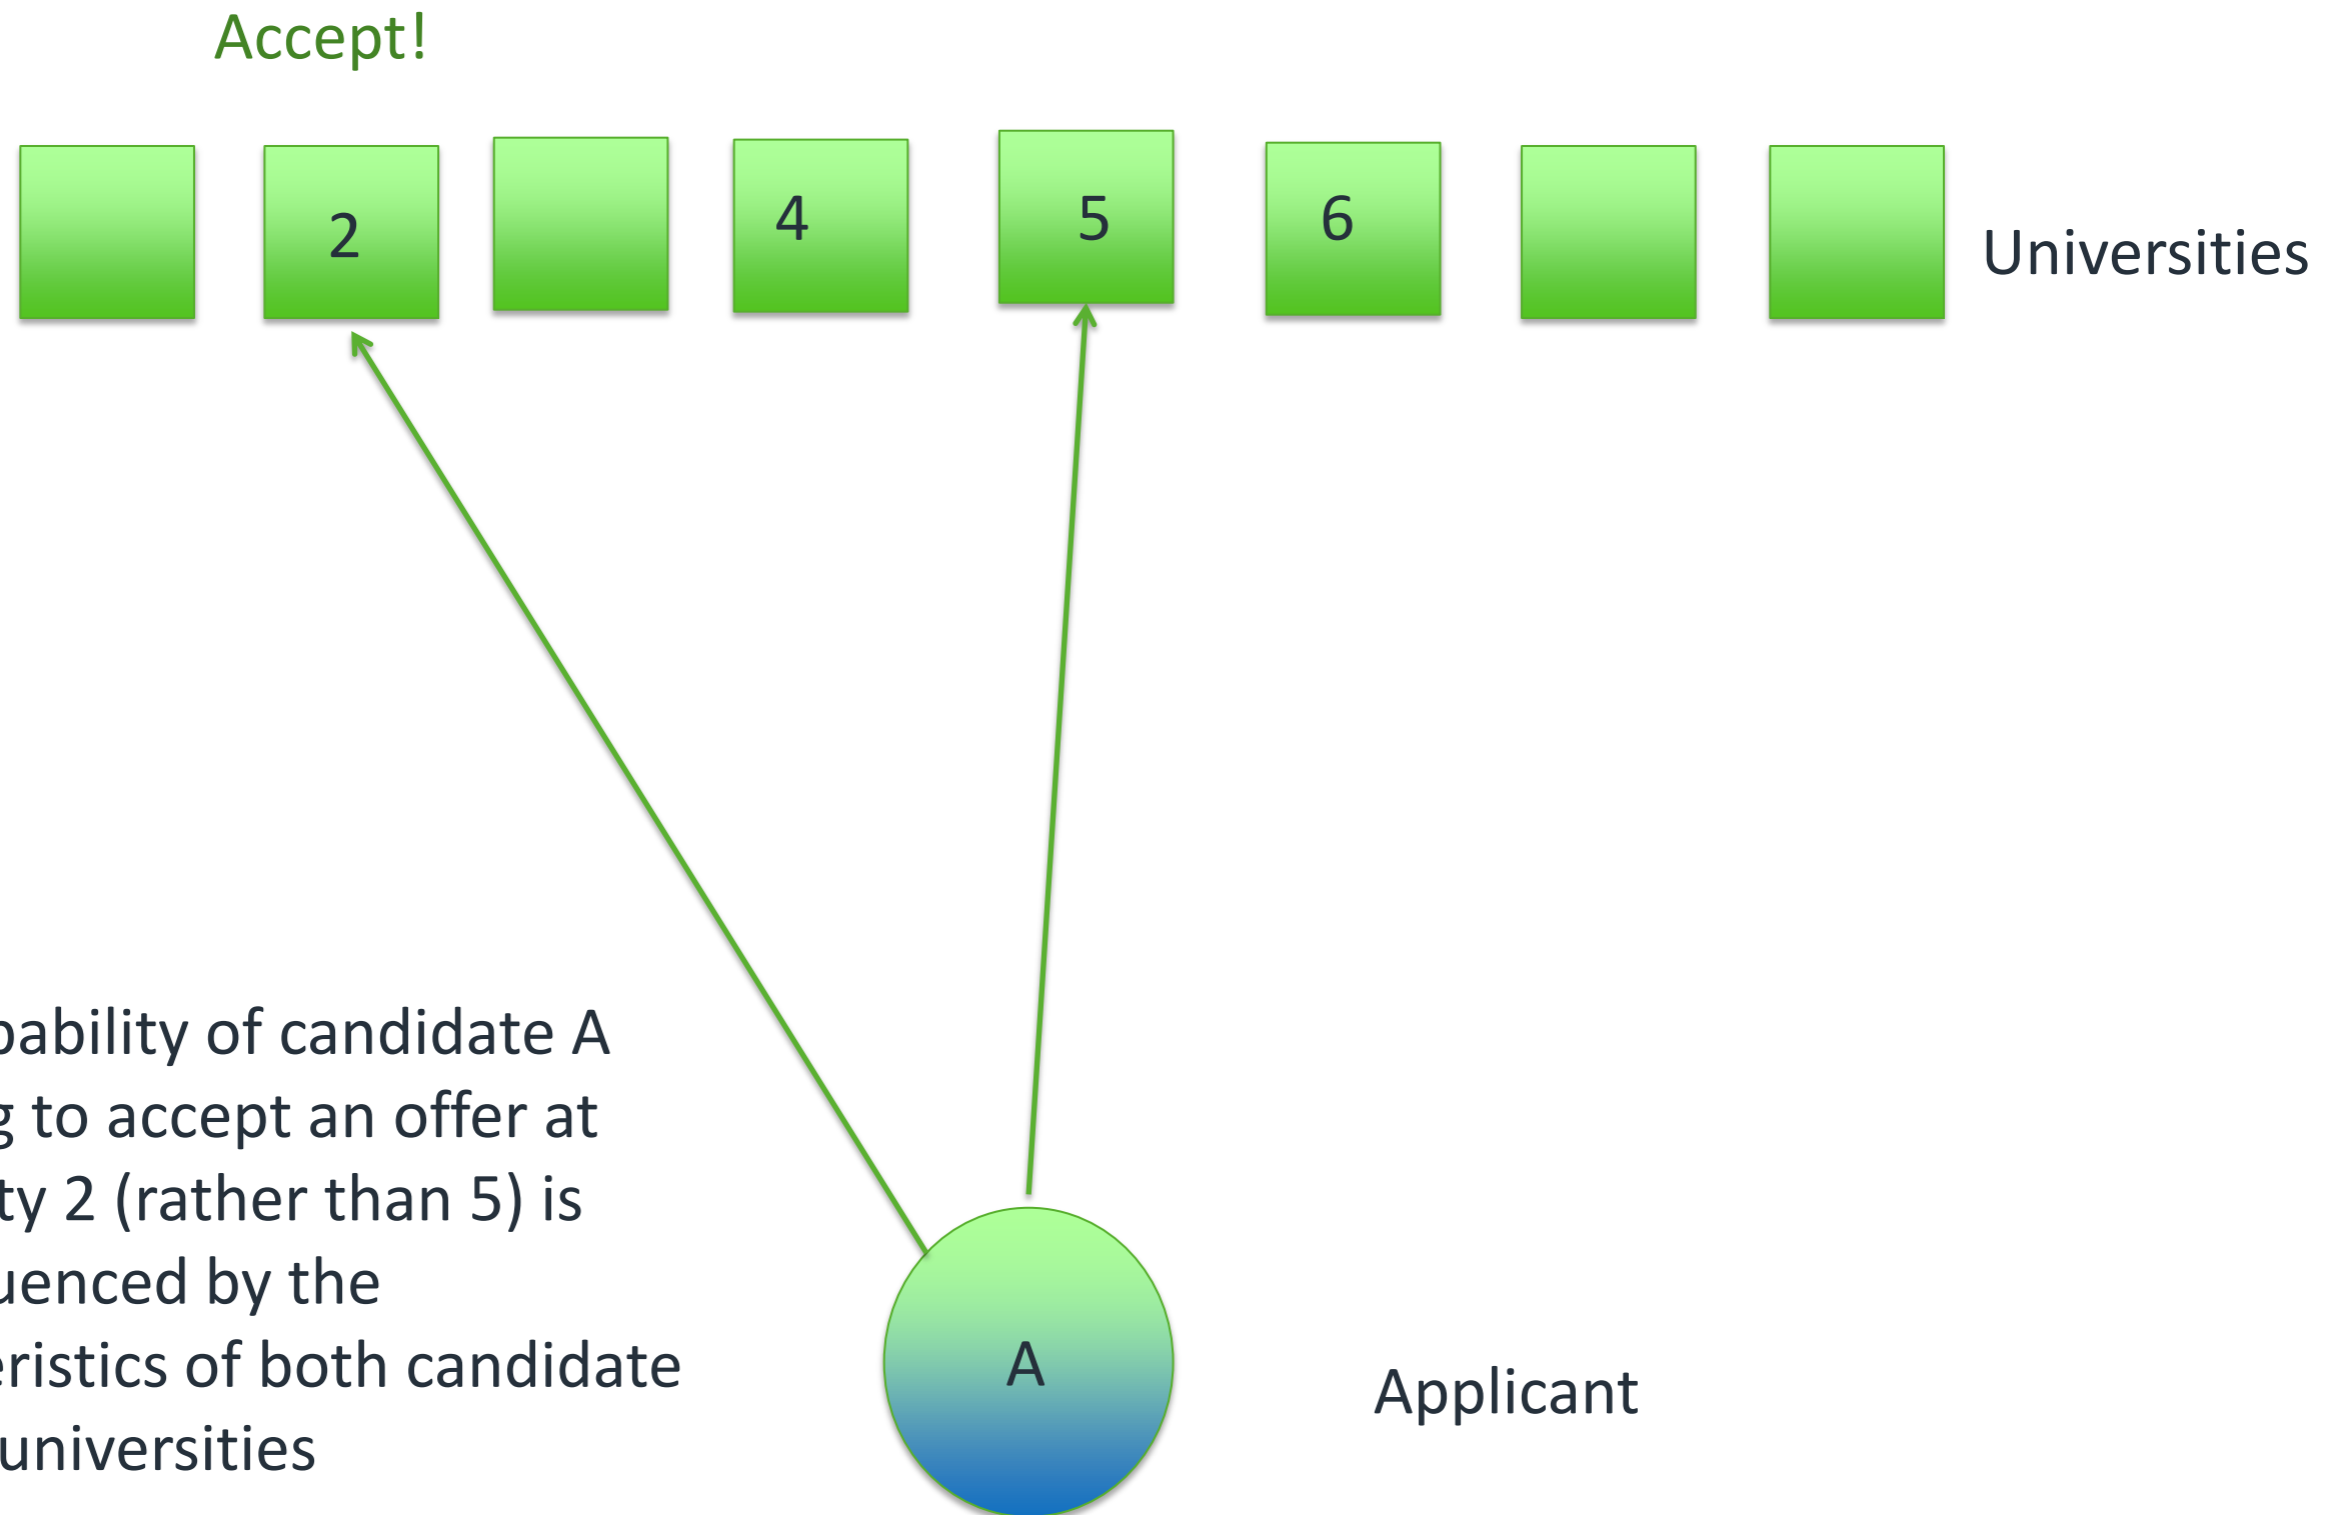 Accept!
2
4
5
6
Universities
bability of candidate A
g to accept an offer at
ty 2 (rather than 5) is
uenced by the
eristics of both candidate
universities
A
Applicant